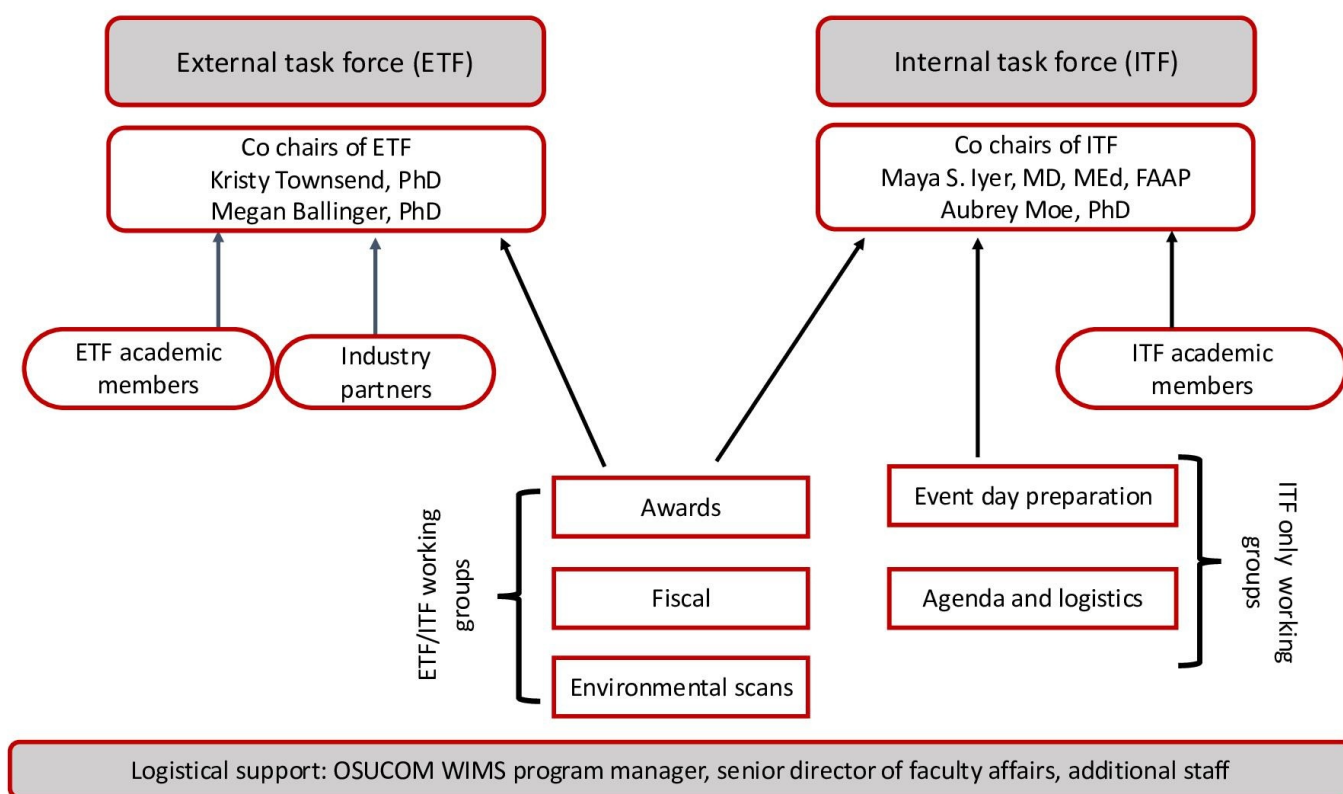 External task force (ETF)
Internal task force (ITF)
Co chairs of ETF
Kristy Townsend, PhD
Megan Ballinger, PhD
Co chairs of ITF
Maya S. Iyer, MD, MEd, FAAP
Aubrey Moe, PhD
ETF academic
members
Industry
partners
ITF academic
members
ETF/ITF working
groups
Awards
Fiscal
Environmental scans
Event day preparation
Agenda and logistics
ITF only working
groups
Logistical support: OSUCOM WIMS program manager, senior director of faculty affairs, additional staff